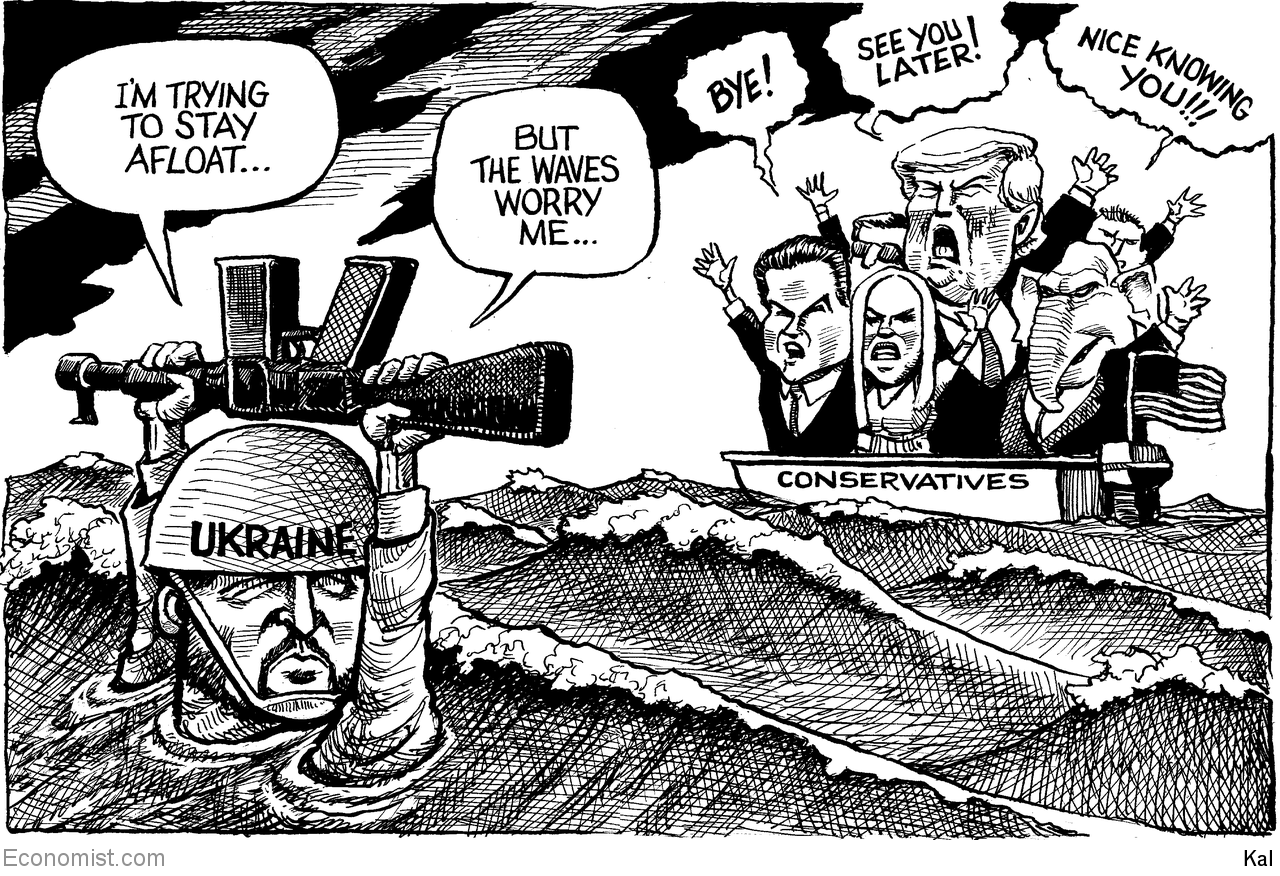 I'M TRYING
TO STAY
AFLOAT...
BUT
THE WAVES
WORRY
ME...
BYE!
SEE YOU
LATER!
NICE KNOWING
YOU!!!
CONSERVATIVES
UKRAINE
Economist.com
Kal